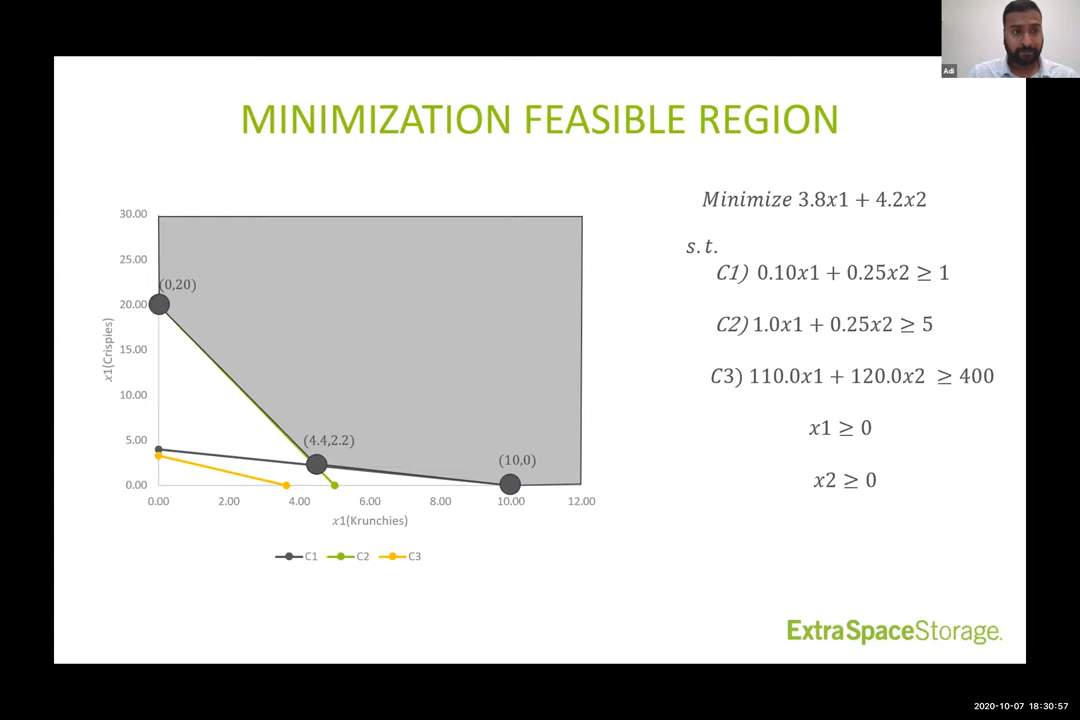 Adi
MINIMIZATION FEASIBLE REGION
Minimize 3.8x1 + 4.2x2
s.t.
C1) 0.10x1 + 0.25x2 ≥ 1
C2) 1.0x1 + 0.25x2 ≥ 5
C3) 110.0x1 + 120.0x2 ≥ 400
x1 ≥ 0
x2 ≥ 0
30.00
25.00
(0,20)
20.00
15.00
10.00
5.00
0.00
x1(Crispies)
(4.4,2.2)
(10,0)
0.00 2.00 4.00 6.00 8.00 10.00 12.00
x1(Krunchies)
C1 C2 C3
ExtraSpaceStorage.
2020-10-07 18:30:57